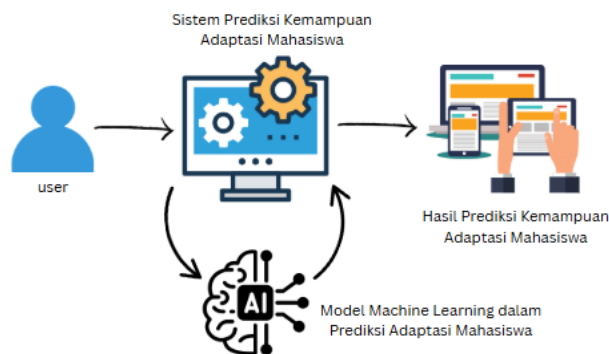 Sistem Prediksi Kemampuan
Adaptasi Mahasiswa
user
Hasil Prediksi Kemampuan
Adaptasi Mahasiswa
AI
Model Machine Learning dalam
Prediksi Adaptasi Mahasiswa